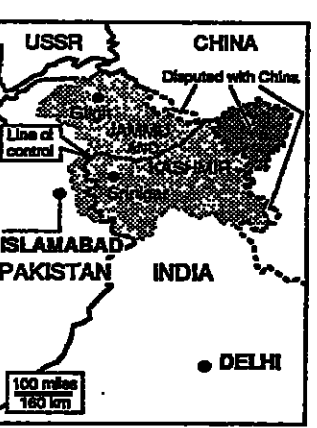 USSR
CHINA
Disputed with China
Gilgit
JAMMU
AND
Line of
control
KASHMIR
Srinagar
ISLAMABAD
PAKISTAN
INDIA
DELHI
100 miles
160 km